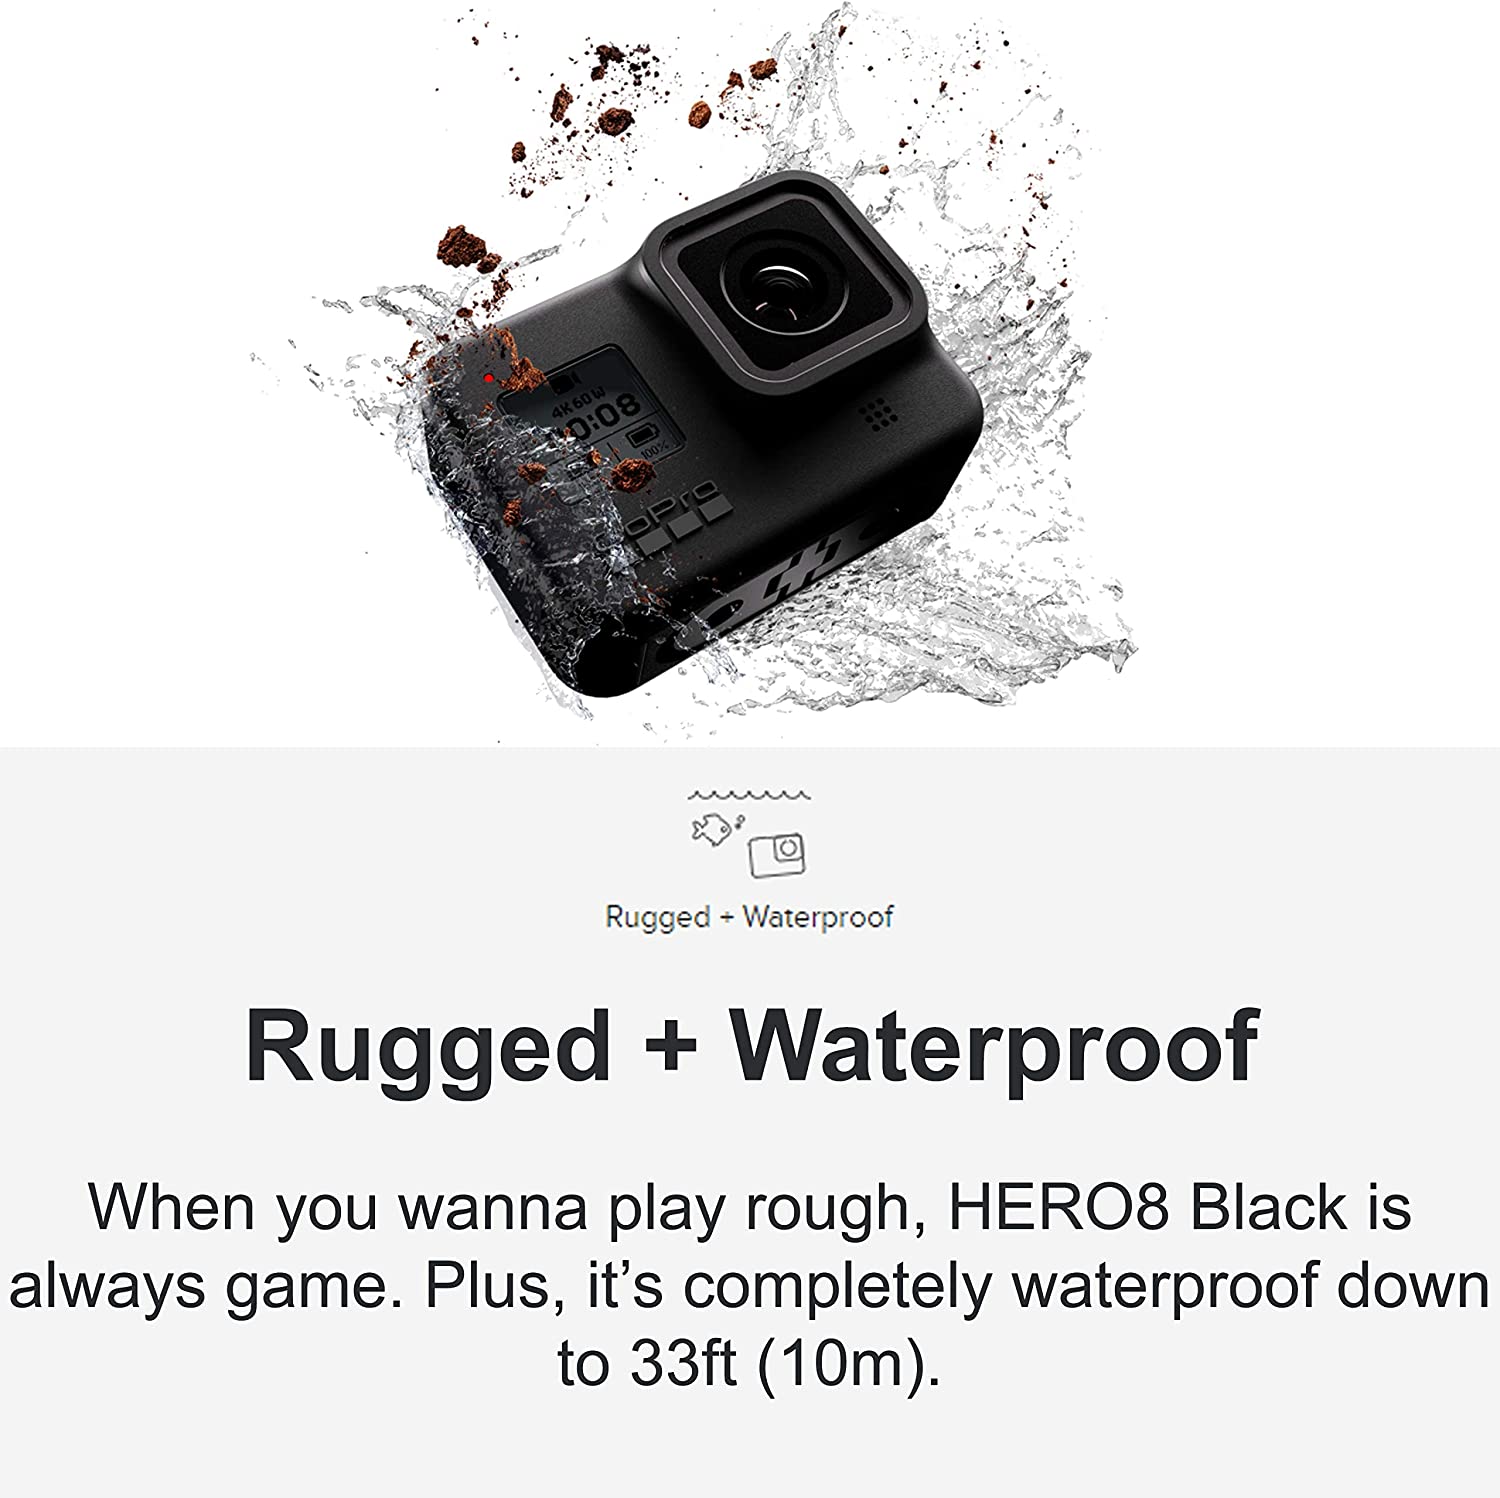 4K 60 W
0:08
100%
GoPro
Rugged + Waterproof
Rugged + Waterproof
When you wanna play rough, HERO8 Black is
always game. Plus, it’s completely waterproof down
to 33ft (10m).